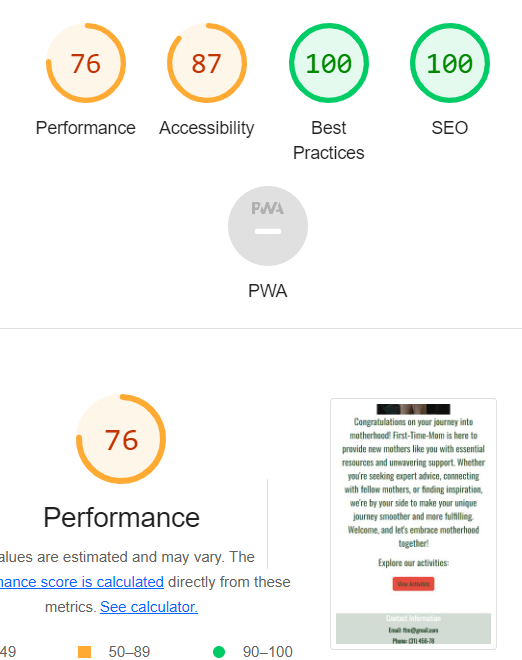 76
87
100
100
Performance
Accessibility
Best
Practices
SEO
PWA
PWA
76
Performance
alues are estimated and may vary. The
mance score is calculated directly from these
metrics. See calculator.
49
50–89
90–100
Congratulations on your journey into
motherhood! First-Time-Mom is here to
provide new mothers like you with essential
resources and unwavering support. Whether
you're seeking expert advice, connecting
with fellow mothers, or finding inspiration,
we're by your side to make your unique
journey smoother and more fulfilling.
Welcome, and let's embrace motherhood
together!
Explore our activities:
View Activities
Contact Information
Email: ftm@gmail.com
Phone: (31) 456-78